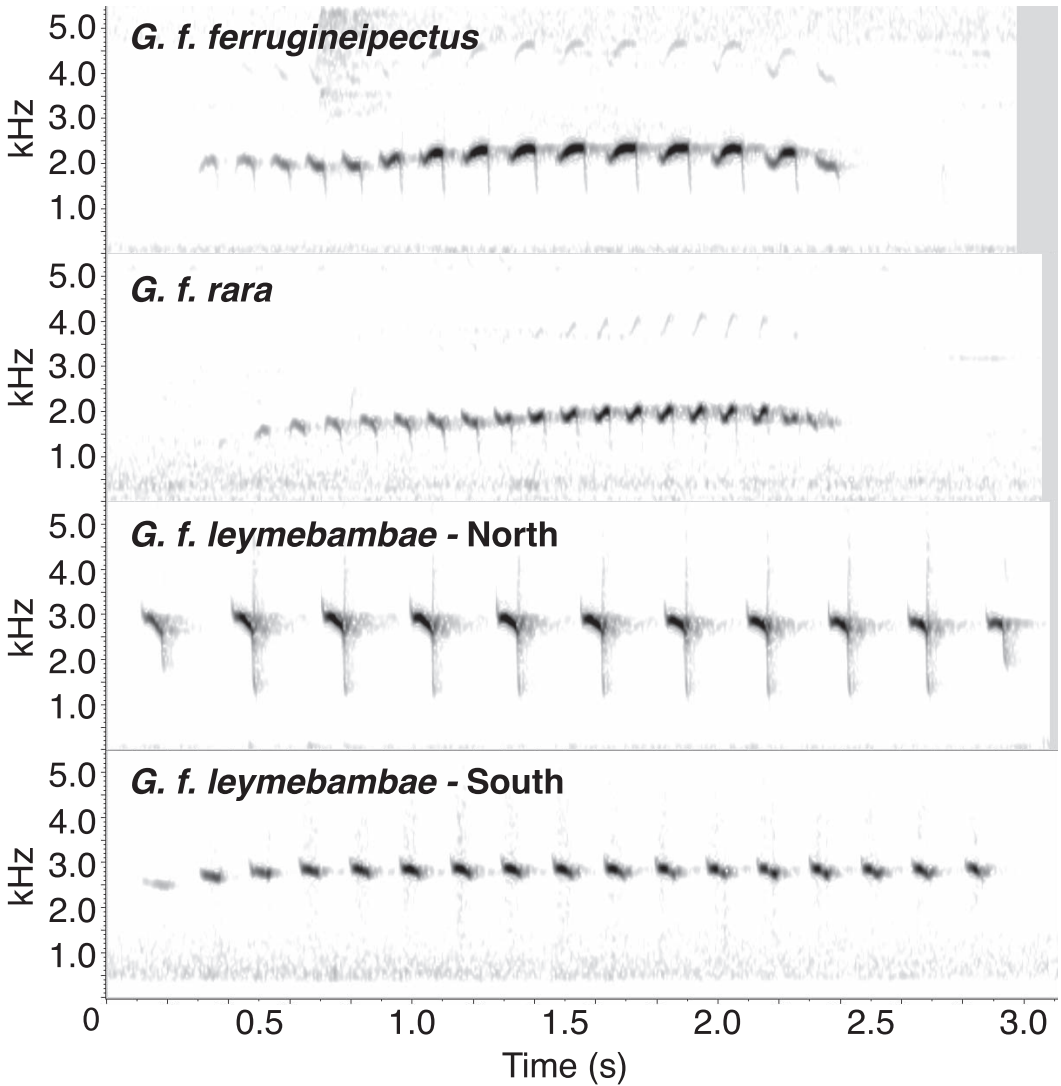 G. f. ferrugineipectus
kHz
5.0
4.0
3.0
2.0
1.0
G. f. rara
kHz
5.0
4.0
3.0
2.0
1.0
G. f. leymebambae - North
kHz
5.0
4.0
3.0
2.0
1.0
G. f. leymebambae - South
kHz
5.0
4.0
3.0
2.0
1.0
0 0.5 1.0 1.5 2.0 2.5 3.0
Time (s)